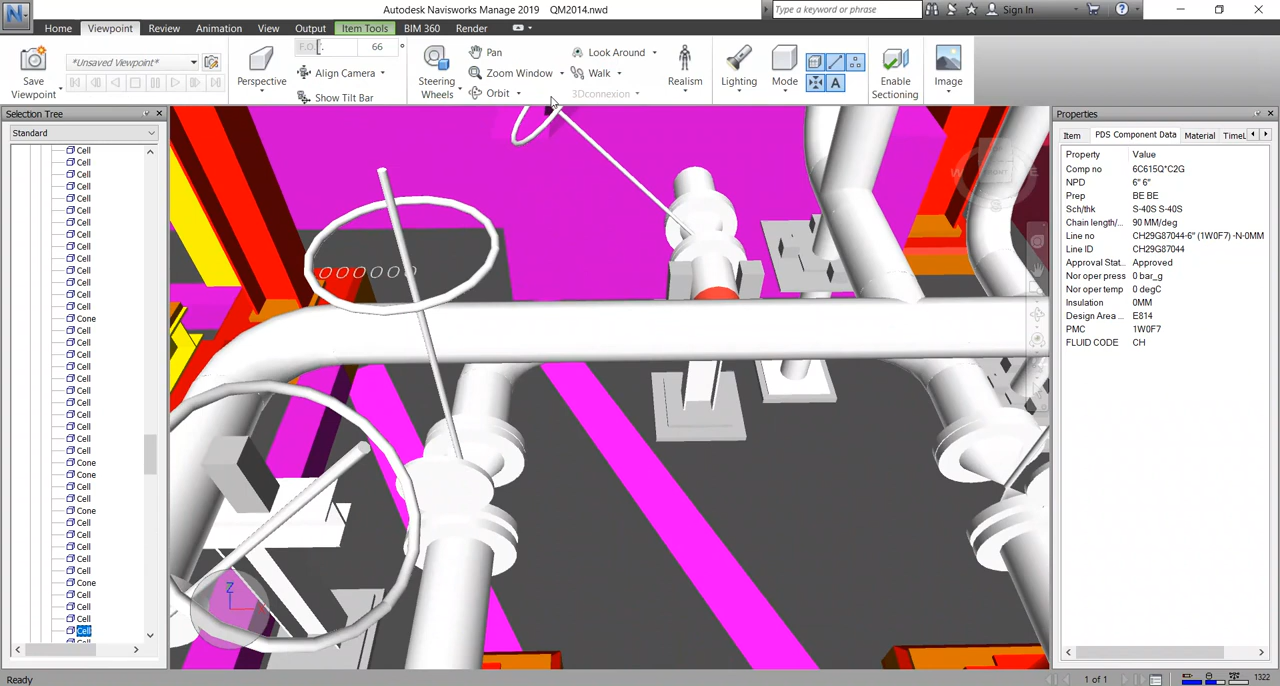 Autodesk Navisworks Manage 2019 QM2014.nwd
Type a keyword or phrase
Sign In
Home Viewpoint Review Animation View Output Item Tools BIM 360 Render
Save
Viewpoint
*Viewpoint*
Perspective
66
Align Camera
Show Tilt Bar
Steering
Wheels
Pan
Zoom Window
Orbit
Look Around
Walk
3Dconnexion
Realism
Lighting
Mode
A
Enable
Sectioning
Image
Selection Tree
Standard
Cell
Cell
Cell
Cell
Cell
Cell
Cell
Cell
Cell
Cell
Cell
Cell
Cell
Cell
Cone
Cell
Cell
Cell
Cell
Cell
Cell
Cell
Cell
Cell
Cell
Cell
Cone
Cone
Cell
Cell
Cone
Cell
Cell
Cell
Cell
Cell
Cone
Cell
Cell
Cell
Cell
FRONT
Z
Properties
Item PDS Component Data Material TimeL
Property Value
Comp no 6C615Q*C2G
NPD 6" 6"
Prep BE BE
Sch/thk S-40S S-40S
Chain length/... 90 MM/deg
Line no CH29G87044-6" (1W0F7) -N-0MM
Line ID CH29G87044
Approval Stat... Approved
Nor oper press 0 bar_g
Nor oper temp 0 degC
Insulation 0MM
Design Area ... E814
PMC 1W0F7
FLUID CODE CH
Ready
1 of 1
1322